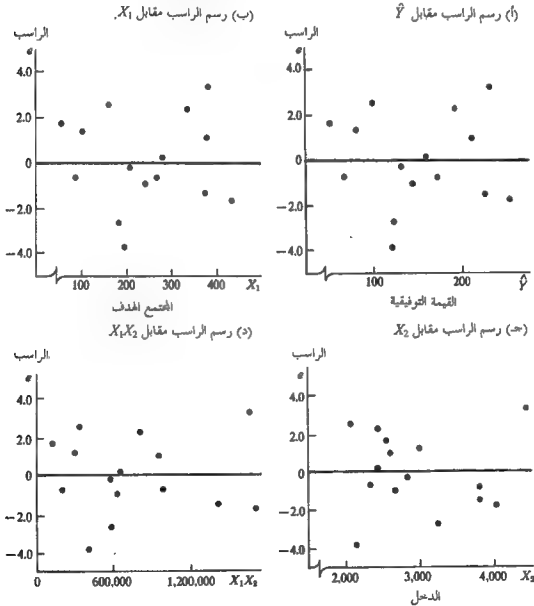 (أ) رسم الراسب مقابل Ŷ
الراسب
e
4.0
2.0
0
−2.0
−4.0
100
200
Ŷ
القيمة التوفيقية
(ب) رسم الراسب مقابل X₁.
الراسب
e
4.0
2.0
0
−2.0
−4.0
100
200
300
400
X₁
المجتمع الهدف
(جـ) رسم الراسب مقابل X₂
الراسب
e
4.0
2.0
0
−2.0
−4.0
2,000
3,000
4,000
X₂
الدخل
(د) رسم الراسب مقابل X₁X₂
الراسب
e
4.0
2.0
0
−2.0
−4.0
0
600,000
1,200,000
X₁X₂